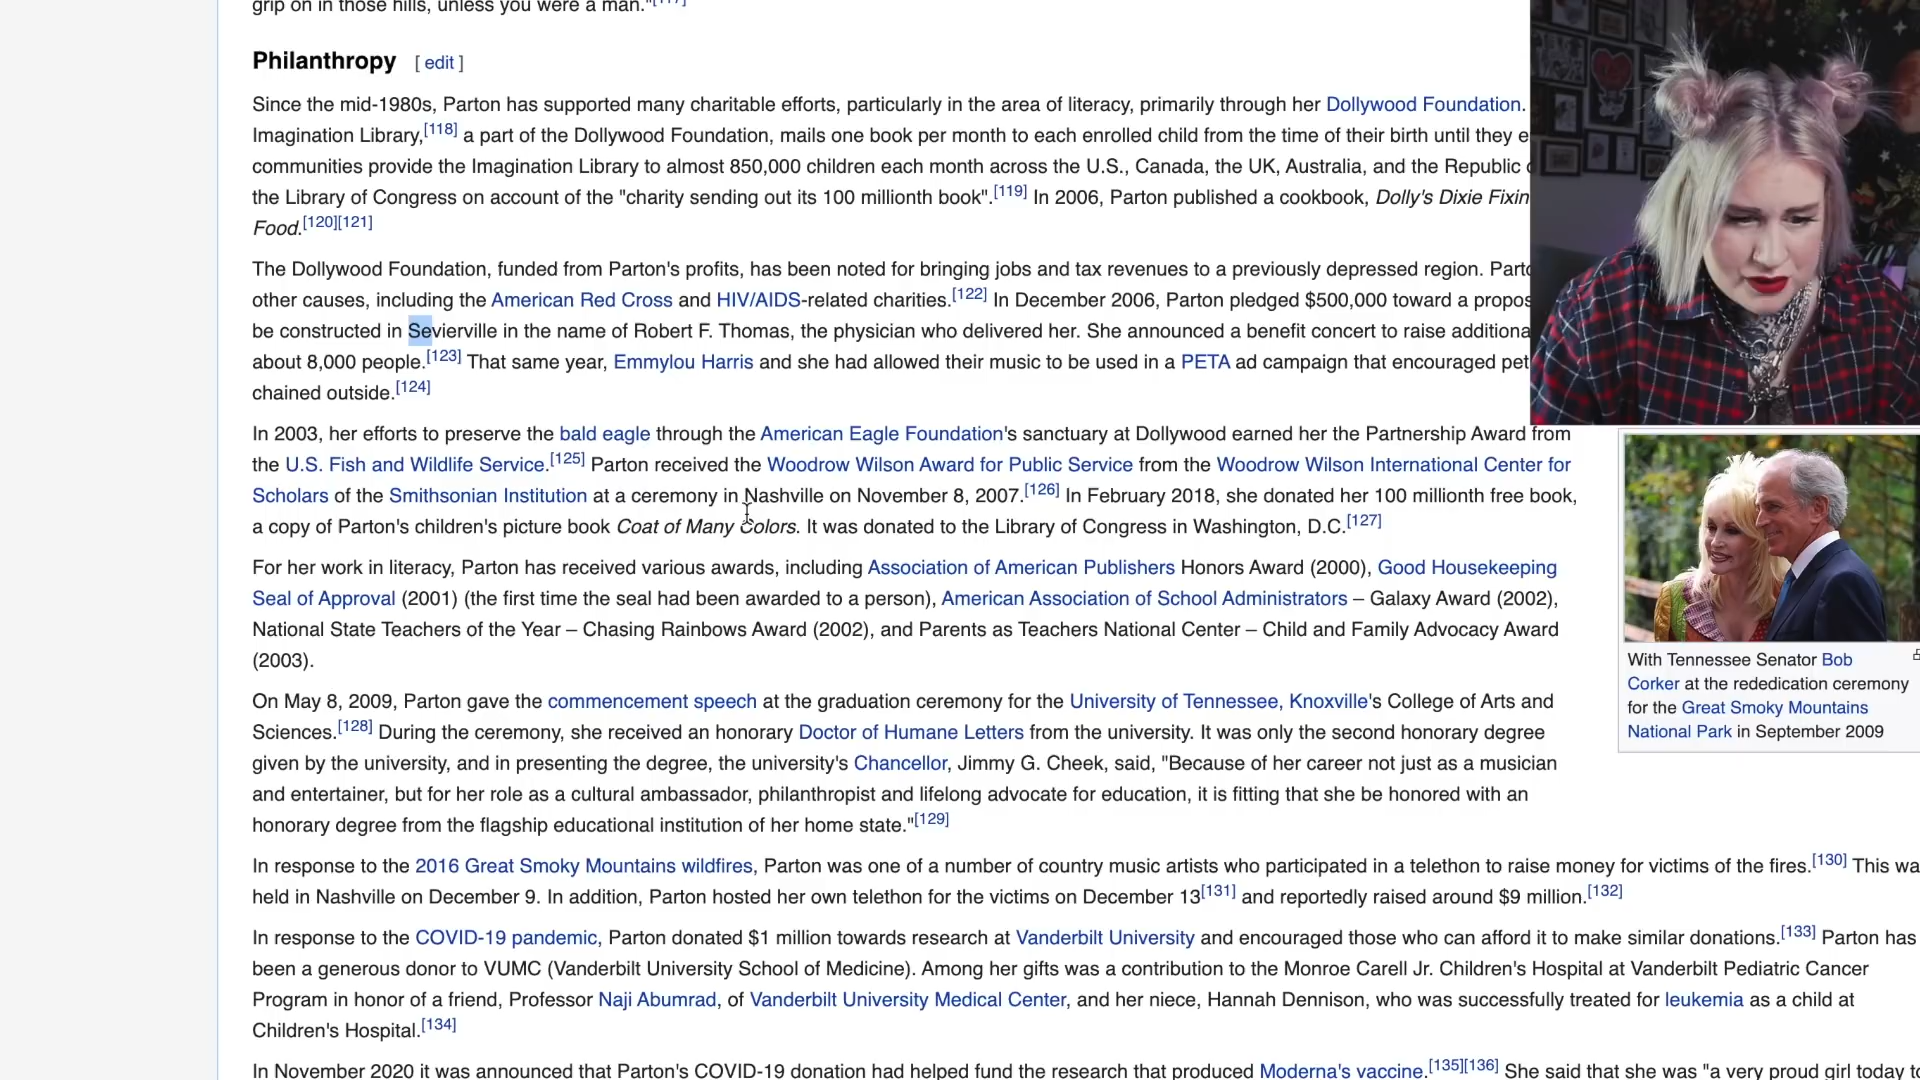 grip on in those hills, unless you were a man."[117]
Philanthropy [ edit ]
Since the mid-1980s, Parton has supported many charitable efforts, particularly in the area of literacy, primarily through her Dollywood Foundation.
Imagination Library,[118] a part of the Dollywood Foundation, mails one book per month to each enrolled child from the time of their birth until they e
communities provide the Imagination Library to almost 850,000 children each month across the U.S., Canada, the UK, Australia, and the Republic
the Library of Congress on account of the "charity sending out its 100 millionth book".[119] In 2006, Parton published a cookbook, Dolly's Dixie Fixin
Food.[120][121]
The Dollywood Foundation, funded from Parton's profits, has been noted for bringing jobs and tax revenues to a previously depressed region. Parto
other causes, including the American Red Cross and HIV/AIDS-related charities.[122] In December 2006, Parton pledged $500,000 toward a propos
be constructed in Sevierville in the name of Robert F. Thomas, the physician who delivered her. She announced a benefit concert to raise additiona
about 8,000 people.[123] That same year, Emmylou Harris and she had allowed their music to be used in a PETA ad campaign that encouraged pet
chained outside.[124]
In 2003, her efforts to preserve the bald eagle through the American Eagle Foundation's sanctuary at Dollywood earned her the Partnership Award from
the U.S. Fish and Wildlife Service.[125] Parton received the Woodrow Wilson Award for Public Service from the Woodrow Wilson International Center for
Scholars of the Smithsonian Institution at a ceremony in Nashville on November 8, 2007.[126] In February 2018, she donated her 100 millionth free book,
a copy of Parton's children's picture book Coat of Many Colors. It was donated to the Library of Congress in Washington, D.C.[127]
For her work in literacy, Parton has received various awards, including Association of American Publishers Honors Award (2000), Good Housekeeping
Seal of Approval (2001) (the first time the seal had been awarded to a person), American Association of School Administrators – Galaxy Award (2002),
National State Teachers of the Year – Chasing Rainbows Award (2002), and Parents as Teachers National Center – Child and Family Advocacy Award
(2003).
On May 8, 2009, Parton gave the commencement speech at the graduation ceremony for the University of Tennessee, Knoxville's College of Arts and
Sciences.[128] During the ceremony, she received an honorary Doctor of Humane Letters from the university. It was only the second honorary degree
given by the university, and in presenting the degree, the university's Chancellor, Jimmy G. Cheek, said, "Because of her career not just as a musician
and entertainer, but for her role as a cultural ambassador, philanthropist and lifelong advocate for education, it is fitting that she be honored with an
honorary degree from the flagship educational institution of her home state."[129]
In response to the 2016 Great Smoky Mountains wildfires, Parton was one of a number of country music artists who participated in a telethon to raise money for victims of the fires.[130] This wa
held in Nashville on December 9. In addition, Parton hosted her own telethon for the victims on December 13[131] and reportedly raised around $9 million.[132]
In response to the COVID-19 pandemic, Parton donated $1 million towards research at Vanderbilt University and encouraged those who can afford it to make similar donations.[133] Parton has
been a generous donor to VUMC (Vanderbilt University School of Medicine). Among her gifts was a contribution to the Monroe Carell Jr. Children's Hospital at Vanderbilt Pediatric Cancer
Program in honor of a friend, Professor Naji Abumrad, of Vanderbilt University Medical Center, and her niece, Hannah Dennison, who was successfully treated for leukemia as a child at
Children's Hospital.[134]
In November 2020 it was announced that Parton's COVID-19 donation had helped fund the research that produced Moderna's vaccine.[135][136] She said that she was "a very proud girl today to
With Tennessee Senator Bob
Corker at the rededication ceremony
for the Great Smoky Mountains
National Park in September 2009